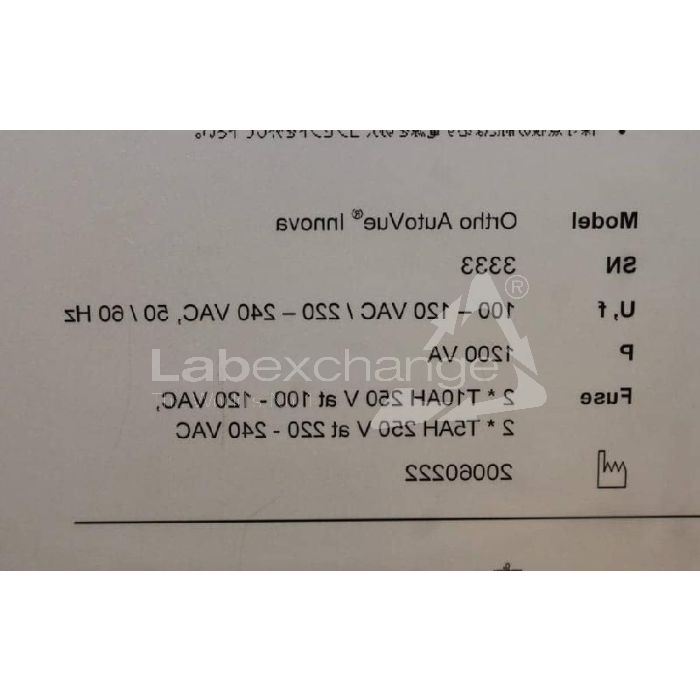 Model Ortho AutoVue® Innova
SN 3333
U, f 100 – 120 VAC / 220 – 240 VAC, 50 / 60 Hz
P 1200 VA
Fuse 2 * T10AH 250 V at 100 - 120 VAC,
2 * T5AH 250 V at 220 - 240 VAC
20060222
Labexchange